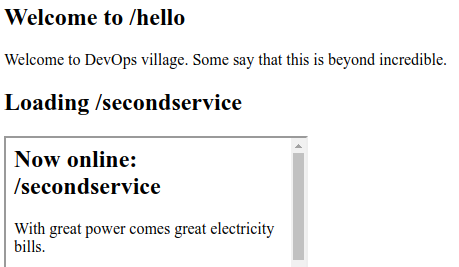 Welcome to /hello
Welcome to DevOps village. Some say that this is beyond incredible.
Loading /secondservice
Now online:
/secondservice
With great power comes great electricity
bills.